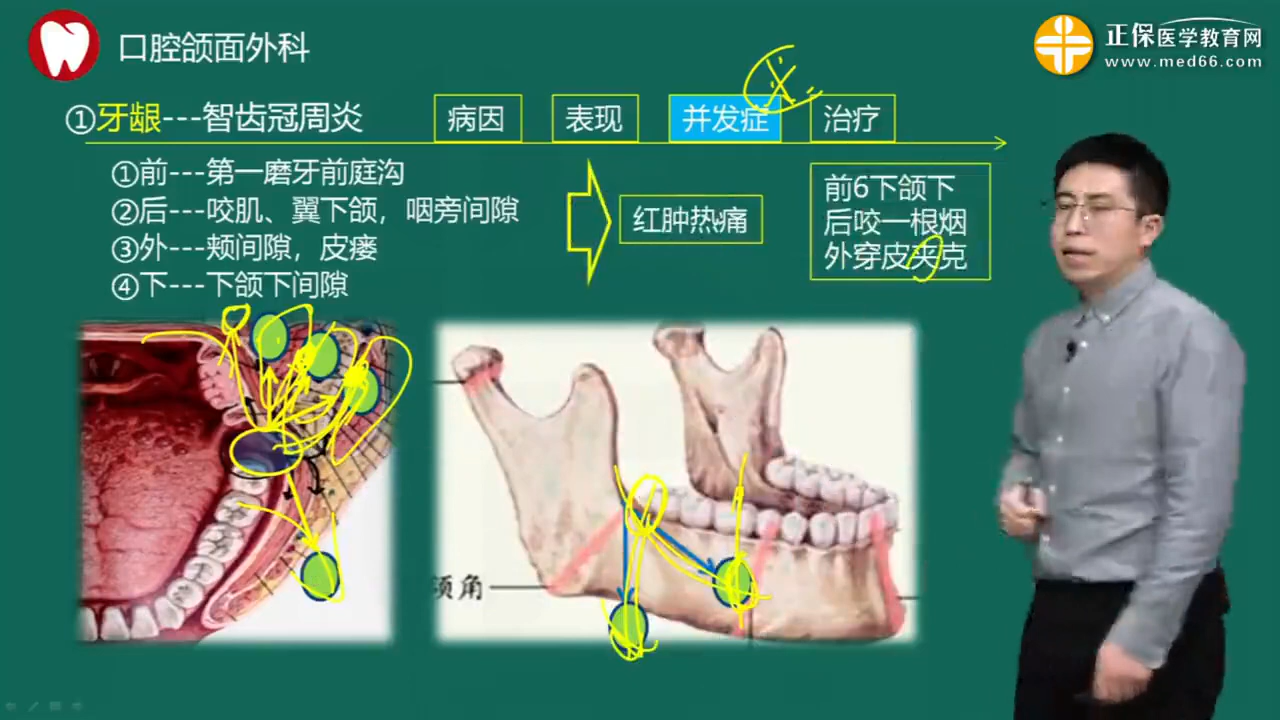 口腔颌面外科
正保医学教育网
www.med66.com
①牙龈---智齿冠周炎
病因
表现
并发症
治疗
①前---第一磨牙前庭沟
②后---咬肌、翼下颌，咽旁间隙
③外---颊间隙，皮瘘
④下---下颌下间隙
红肿热痛
前6下颌下
后咬一根烟
外穿皮夹克
颌角